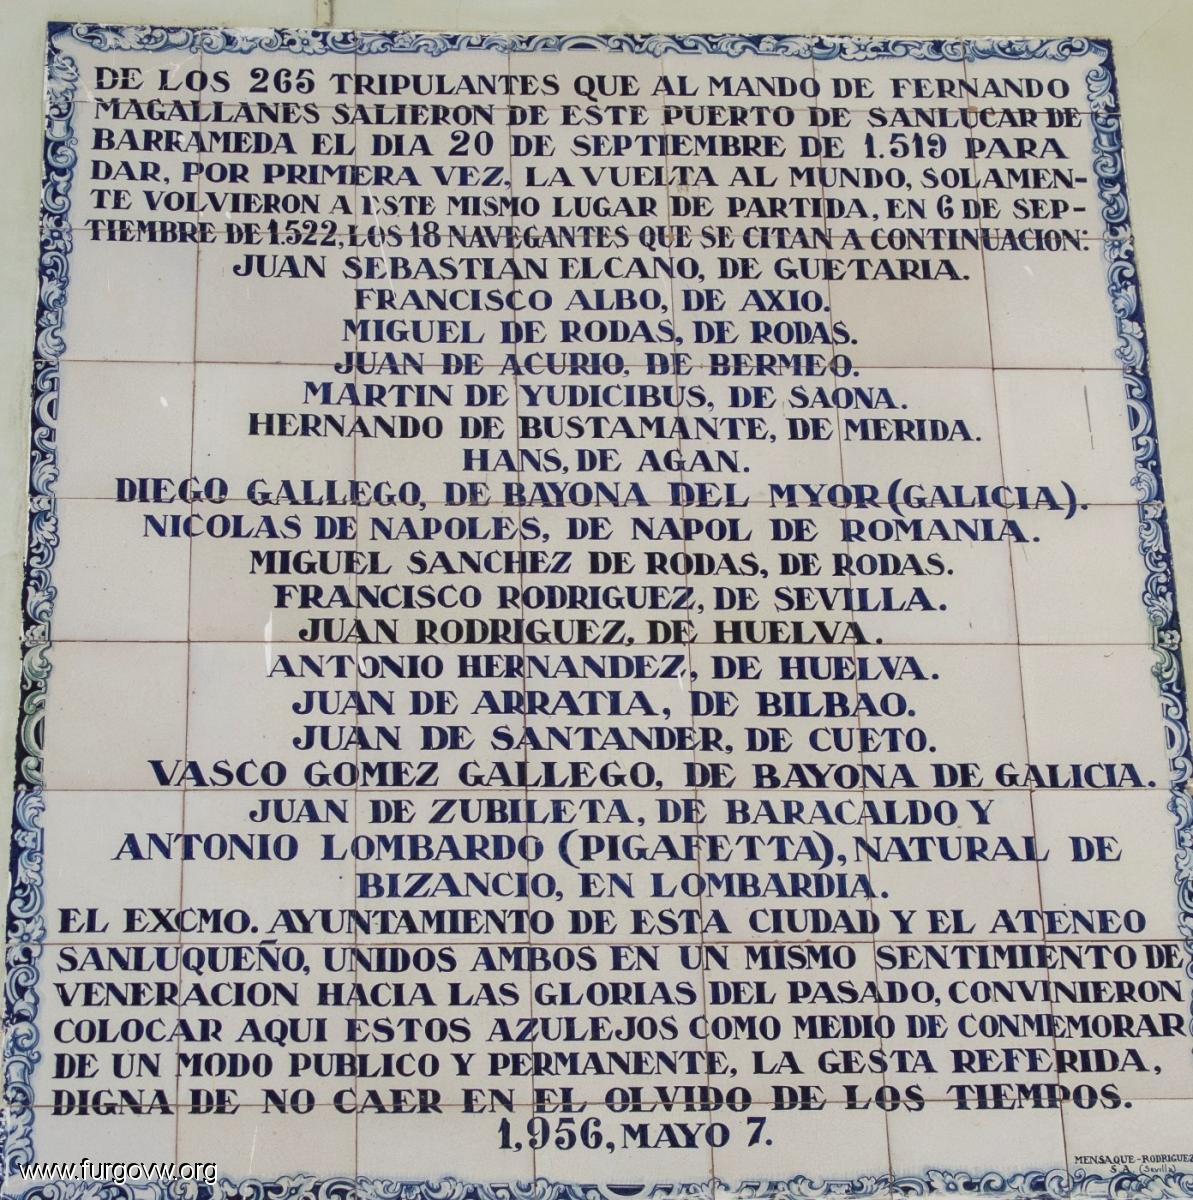 DE LOS 265 TRIPULANTES QUE AL MANDO DE FERNANDO
MAGALLANES SALIERON DE ESTE PUERTO DE SANLUCAR DE
BARRAMEDA EL DIA 20 DE SEPTIEMBRE DE 1.519 PARA
DAR, POR PRIMERA VEZ, LA VUELTA AL MUNDO, SOLAMEN-
TE VOLVIERON A ESTE MISMO LUGAR DE PARTIDA, EN 6 DE SEP-
TIEMBRE DE 1.522, LOS 18 NAVEGANTES QUE SE CITAN A CONTINUACION:
JUAN SEBASTIAN ELCANO, DE GUETARIA.
FRANCISCO ALBO, DE AXIO.
MIGUEL DE RODAS, DE RODAS.
JUAN DE ACURIO, DE BERMEO.
MARTIN DE YUDICIBUS, DE SAONA.
HERNANDO DE BUSTAMANTE, DE MERIDA.
HANS, DE AGAN.
DIEGO GALLEGO, DE BAYONA DEL MYOR (GALICIA).
NICOLAS DE NAPOLES, DE NAPOL DE ROMANIA.
MIGUEL SANCHEZ DE RODAS, DE RODAS.
FRANCISCO RODRIGUEZ, DE SEVILLA.
JUAN RODRIGUEZ, DE HUELVA.
ANTONIO HERNANDEZ, DE HUELVA.
JUAN DE ARRATIA, DE BILBAO.
JUAN DE SANTANDER, DE CUETO.
VASCO GOMEZ GALLEGO, DE BAYONA DE GALICIA.
JUAN DE ZUBILETA, DE BARACALDO Y
ANTONIO LOMBARDO (PIGAFETTA), NATURAL DE
BIZANCIO, EN LOMBARDIA.
EL EXCMO. AYUNTAMIENTO DE ESTA CIUDAD Y EL ATENEO
SANLUQUEÑO, UNIDOS AMBOS EN UN MISMO SENTIMIENTO DE
VENERACION HACIA LAS GLORIAS DEL PASADO, CONVINIERON
COLOCAR AQUI ESTOS AZULEJOS COMO MEDIO DE CONMEMORAR
DE UN MODO PUBLICO Y PERMANENTE, LA GESTA REFERIDA,
DIGNA DE NO CAER EN EL OLVIDO DE LOS TIEMPOS.
1,956, MAYO 7.
MENSAQUE-RODRIGUEZ
S.A. (Sevilla)
www.furgovw.org